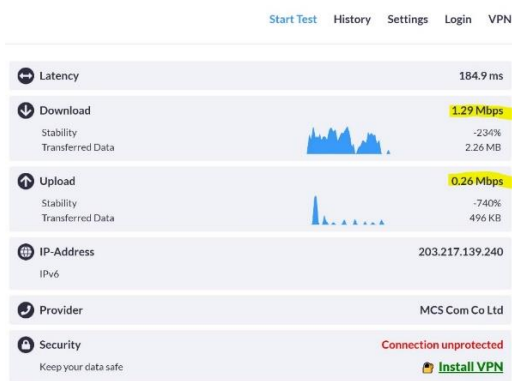 Start Test History Settings Login VPN
Latency 184.9 ms
Download 1.29 Mbps
Stability -234%
Transferred Data 2.26 MB
Upload 0.26 Mbps
Stability -740%
Transferred Data 496 KB
IP-Address 203.217.139.240
IPv6
Provider MCS Com Co Ltd
Security Connection unprotected
Keep your data safe Install VPN